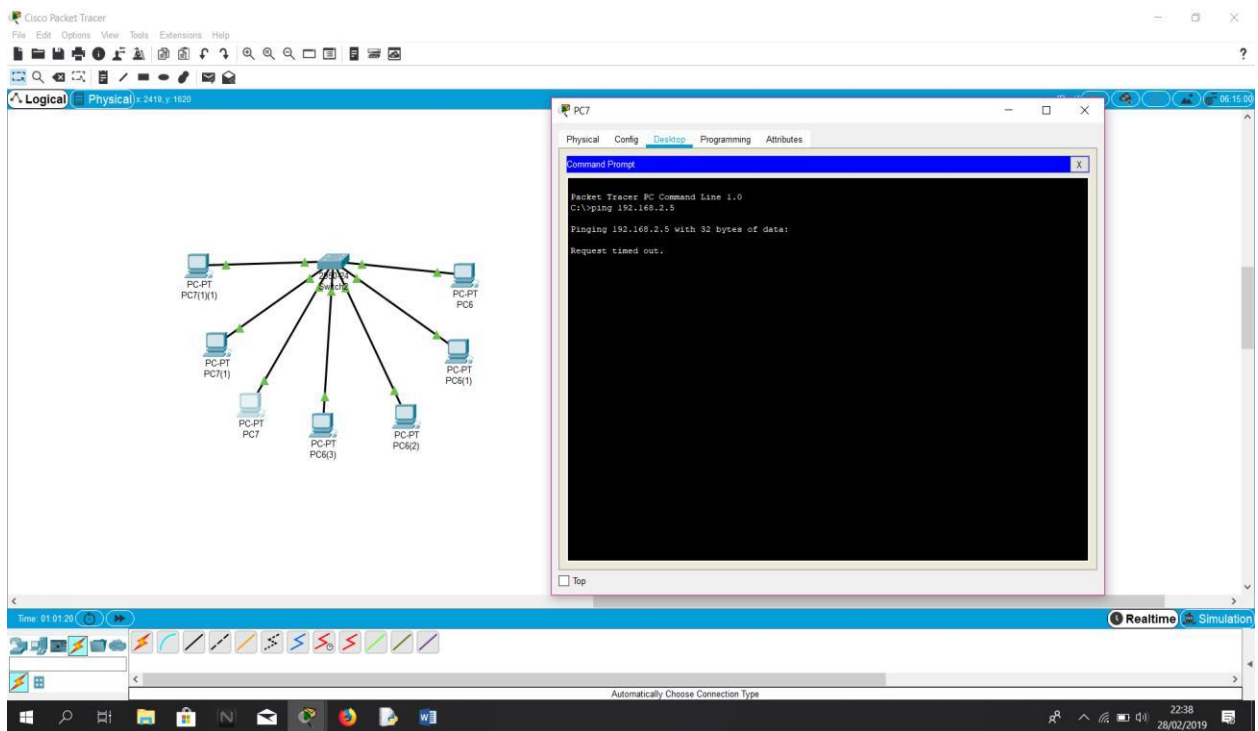 Cisco Packet Tracer
File Edit Options View Tools Extensions Help
?
Logical Physical x: 2419, y: 1620
06:15:00
PC7
Physical Config Desktop Programming Attributes
Command Prompt X
Packet Tracer PC Command Line 1.0
C:\>ping 192.168.2.5
Pinging 192.168.2.5 with 32 bytes of data:
Request timed out.
Top
PC-PT
PC7(1)(1)
Switch2
PC-PT
PC6
PC-PT
PC7(1)
PC-PT
PC6(1)
PC-PT
PC7
PC-PT
PC6(3)
PC-PT
PC6(2)
Time: 01:01:20
Realtime Simulation
Automatically Choose Connection Type
22:38
28/02/2019